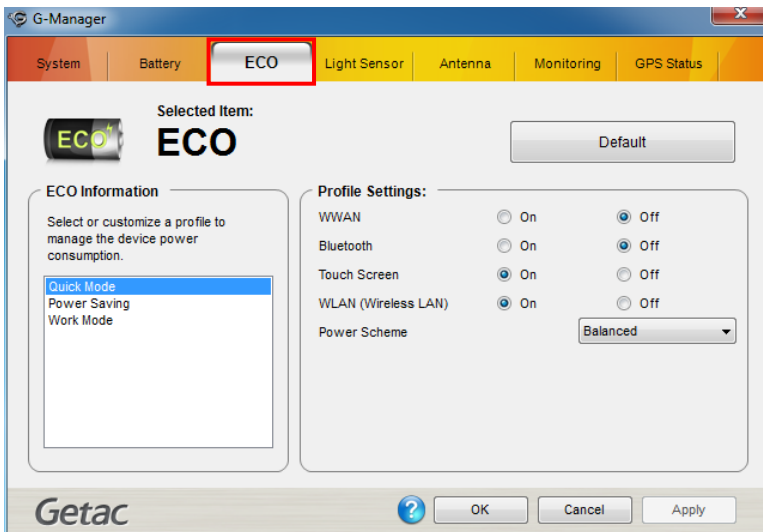 G-Manager
System Battery ECO Light Sensor Antenna Monitoring GPS Status
ECO
Selected Item:
ECO
Default
ECO Information
Select or customize a profile to
manage the device power
consumption.
Quick Mode
Power Saving
Work Mode
Profile Settings:
WWAN On Off
Bluetooth On Off
Touch Screen On Off
WLAN (Wireless LAN) On Off
Power Scheme Balanced
Getac
? OK Cancel Apply